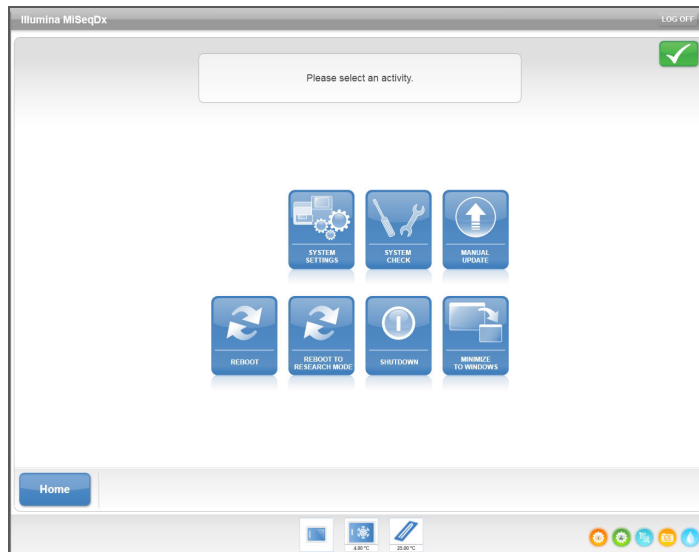 Illumina MiSeqDx
LOG OFF
Please select an activity.
SYSTEM
SETTINGS
SYSTEM
CHECK
MANUAL
UPDATE
REBOOT
REBOOT TO
RESEARCH MODE
SHUTDOWN
MINIMIZE
TO WINDOWS
Home
4.00 °C
25.00 °C